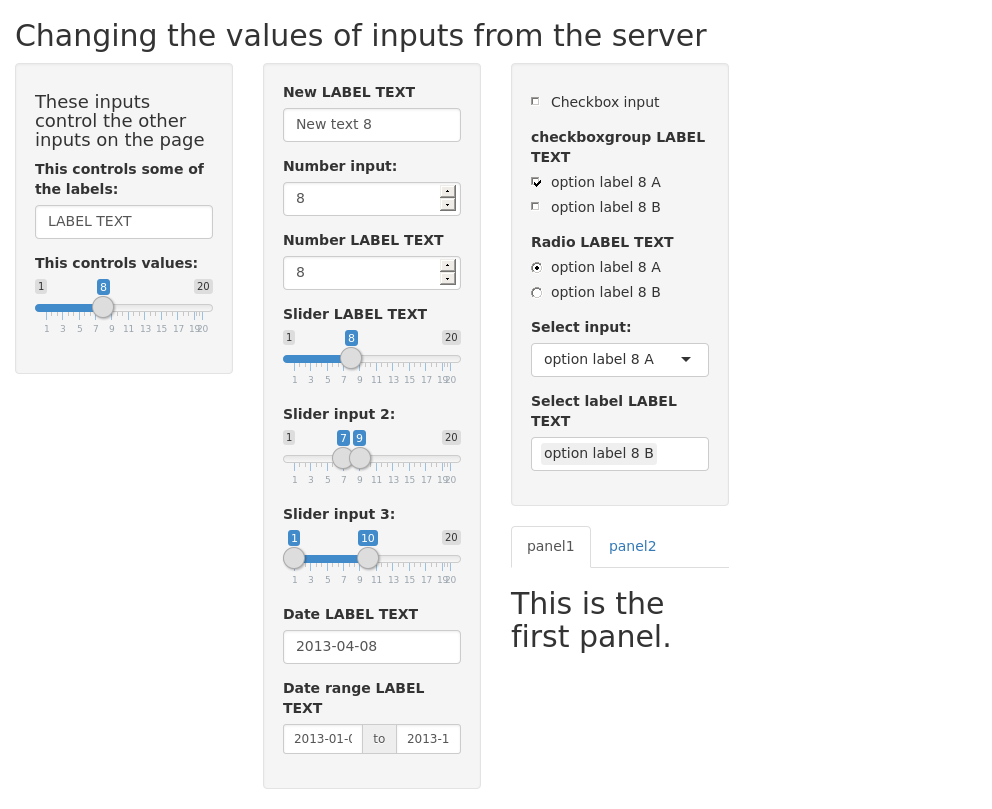 Changing the values of inputs from the server
These inputs
control the other
inputs on the page
This controls some of
the labels:
LABEL TEXT
This controls values:
1 8 20
1 3 5 7 9 11 13 15 17 19 20
New LABEL TEXT
New text 8
Number input:
8
Number LABEL TEXT
8
Slider LABEL TEXT
1 8 20
1 3 5 7 9 11 13 15 17 19 20
Slider input 2:
1 7 9 20
1 3 5 7 9 11 13 15 17 19 20
Slider input 3:
1 10 20
1 3 5 7 9 11 13 15 17 19 20
Date LABEL TEXT
2013-04-08
Date range LABEL
TEXT
2013-01-0 to 2013-1
Checkbox input
checkboxgroup LABEL
TEXT
option label 8 A
option label 8 B
Radio LABEL TEXT
option label 8 A
option label 8 B
Select input:
option label 8 A
Select label LABEL
TEXT
option label 8 B
panel1 panel2
This is the
first panel.